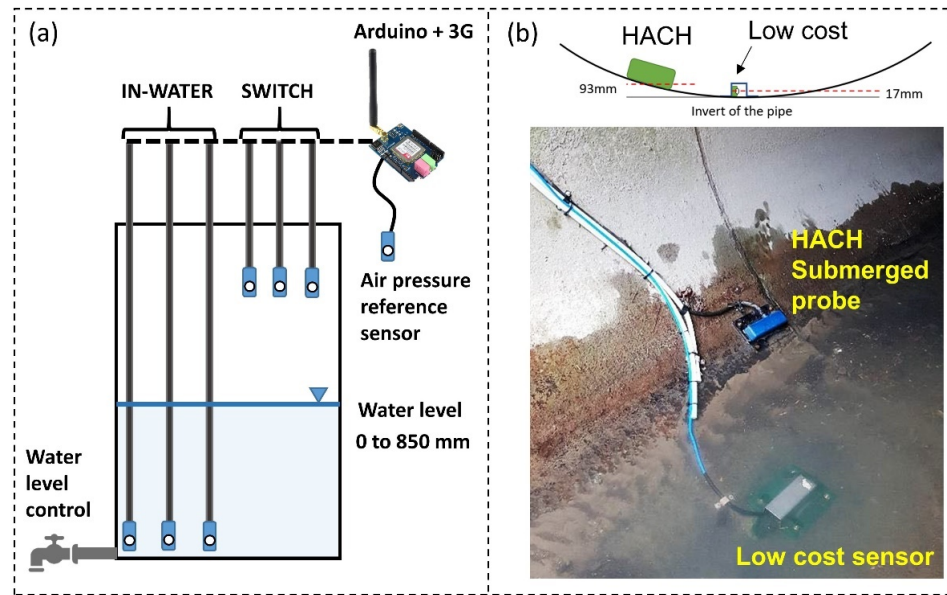 (a)
Arduino + 3G
IN-WATER
SWITCH
Air pressure
reference
sensor
Water level
0 to 850 mm
Water
level
control
(b)
HACH
Low cost
93mm
17mm
Invert of the pipe
HACH
Submerged
probe
Low cost sensor